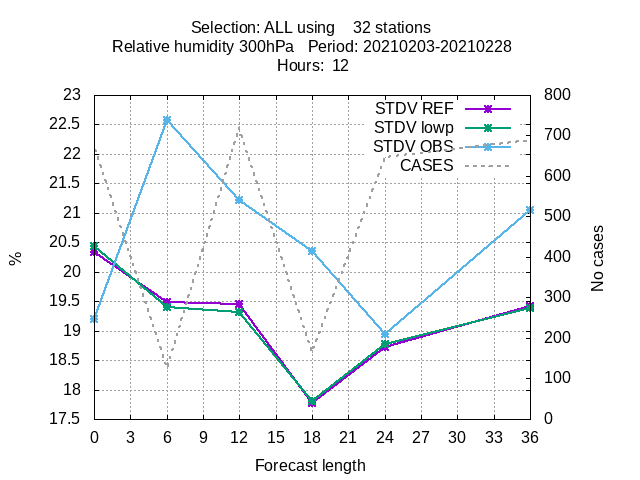 Selection: ALL using    32 stations
Relative humidity 300hPa   Period: 20210203-20210228
Hours:  12
23
22.5
22
21.5
21
20.5
20
19.5
19
18.5
18
17.5
%
STDV REF
STDV lowp
STDV OBS
CASES
800
700
600
500
400
300
200
100
0
No cases
0 3 6 9 12 15 18 21 24 27 30 33 36
Forecast length